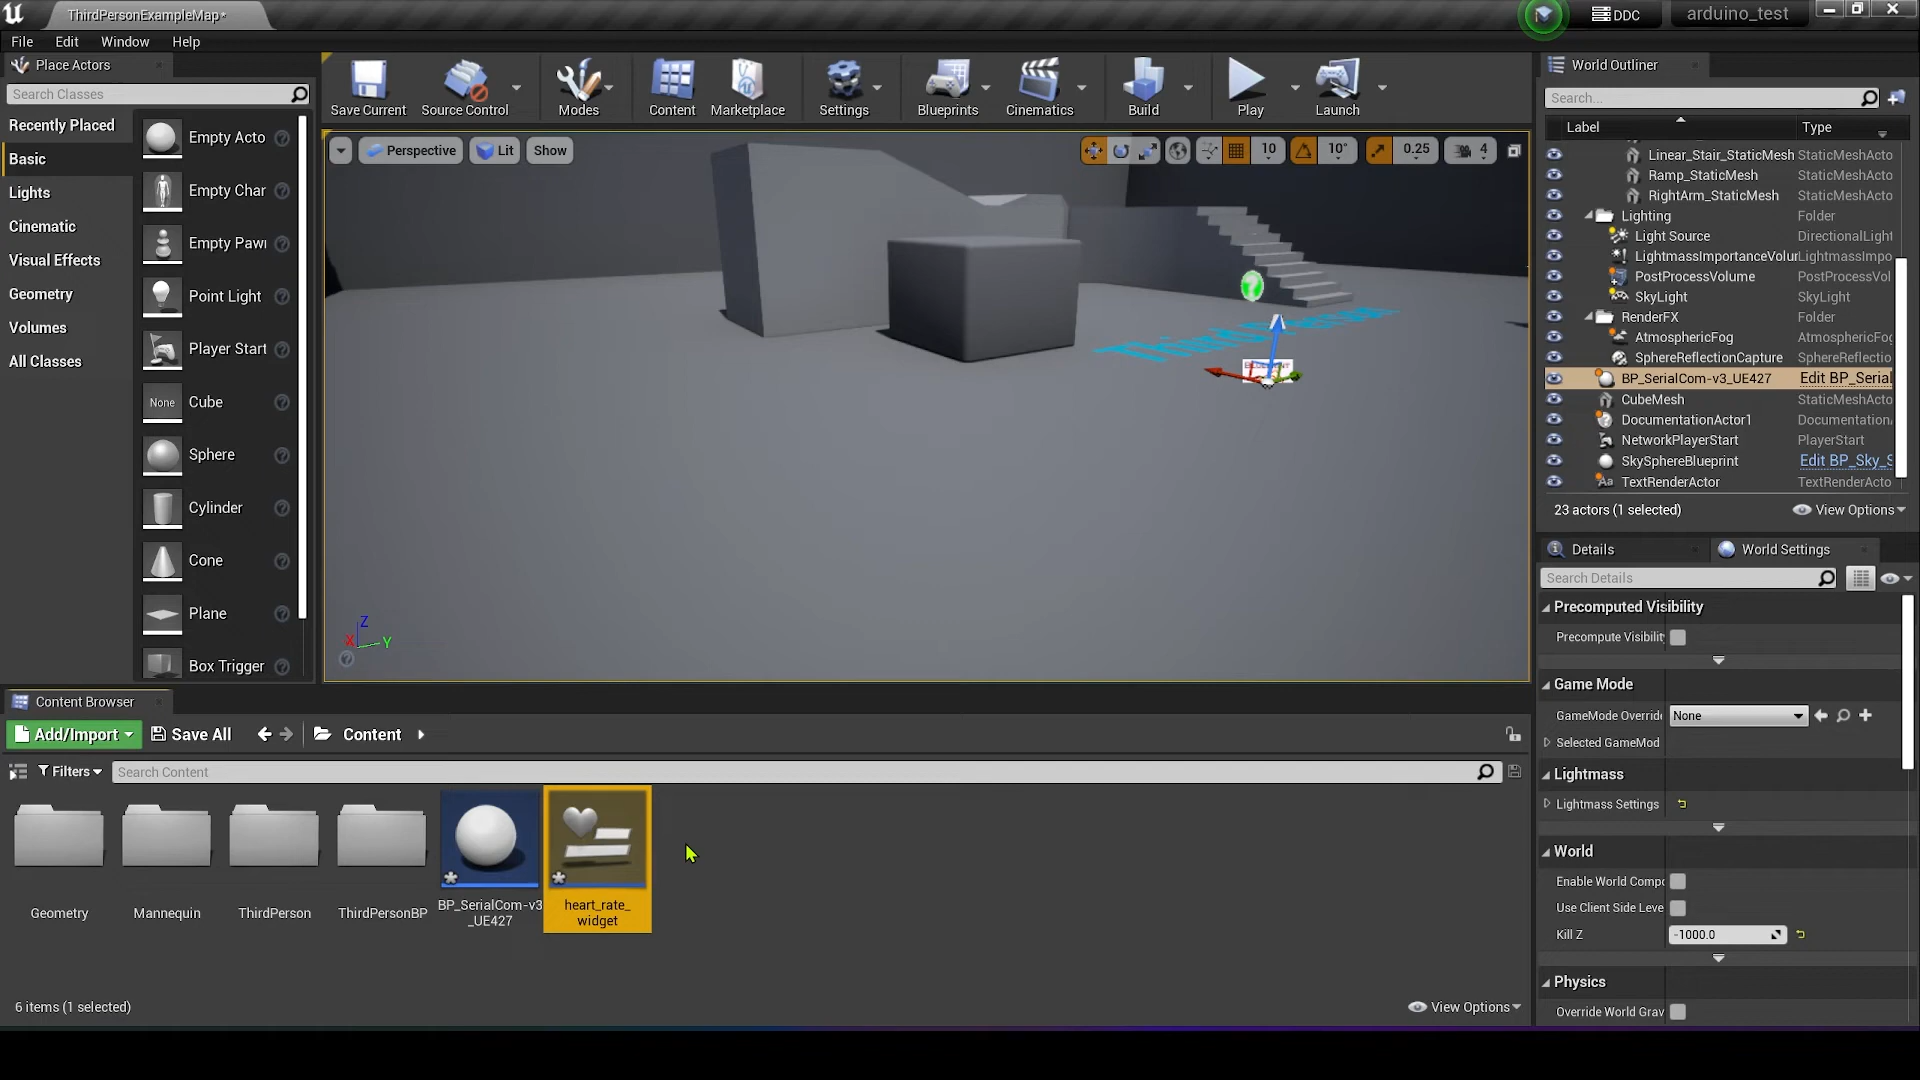 ThirdPersonExampleMap*
DDC
arduino_test
File
Edit
Window
Help
Place Actors
Search Classes
Recently Placed
Basic
Lights
Cinematic
Visual Effects
Geometry
Volumes
All Classes
Empty Acto
Empty Char
Empty Pawn
Point Light
Player Start
None
Cube
Sphere
Cylinder
Cone
Plane
Box Trigger
Save Current
Source Control
Modes
Content
Marketplace
Settings
Blueprints
Cinematics
Build
Play
Launch
Perspective
Lit
Show
10
10°
0.25
4
Z
X
Y
World Outliner
Search...
Label
Type
Linear_Stair_StaticMesh StaticMeshActo
Ramp_StaticMesh StaticMeshActo
RightArm_StaticMesh StaticMeshActo
Lighting Folder
Light Source DirectionalLight
LightmassImportanceVolur LightmassImpo
PostProcessVolume PostProcessVol
SkyLight SkyLight
RenderFX Folder
AtmosphericFog AtmosphericFog
SphereReflectionCapture SphereReflectio
BP_SerialCom-v3_UE427 Edit BP_Serial
CubeMesh StaticMeshActo
DocumentationActor1 Documentation
NetworkPlayerStart PlayerStart
SkySphereBlueprint Edit BP_Sky_S
TextRenderActor TextRenderActo
23 actors (1 selected)
View Options
Details
World Settings
Search Details
Precomputed Visibility
Precompute Visibilit
Game Mode
GameMode Overrid
None
Selected GameMod
Lightmass
Lightmass Settings
World
Enable World Compo
Use Client Side Leve
Kill Z
-1000.0
Physics
Override World Grav
Content Browser
Add/Import
Save All
Content
Filters
Search Content
Geometry
Mannequin
ThirdPerson
ThirdPersonBP
BP_SerialCom-v3
_UE427
heart_rate_
widget
6 items (1 selected)
View Options